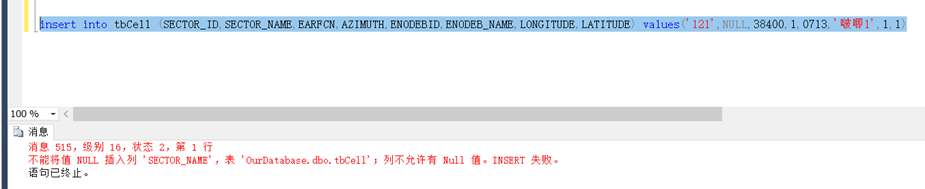 insert into tbCell (SECTOR_ID,SECTOR_NAME,EARFCN,AZIMUTH,ENODEBID,ENODEB_NAME,LONGITUDE,LATITUDE) values('121',NULL,38400,1,0713,'啵唧1',1,1)
100 %
消息
消息 515，级别 16，状态 2，第 1 行
不能将值 NULL 插入列 'SECTOR_NAME'，表 'OurDatabase.dbo.tbCell'；列不允许有 Null 值。INSERT 失败。
语句已终止。